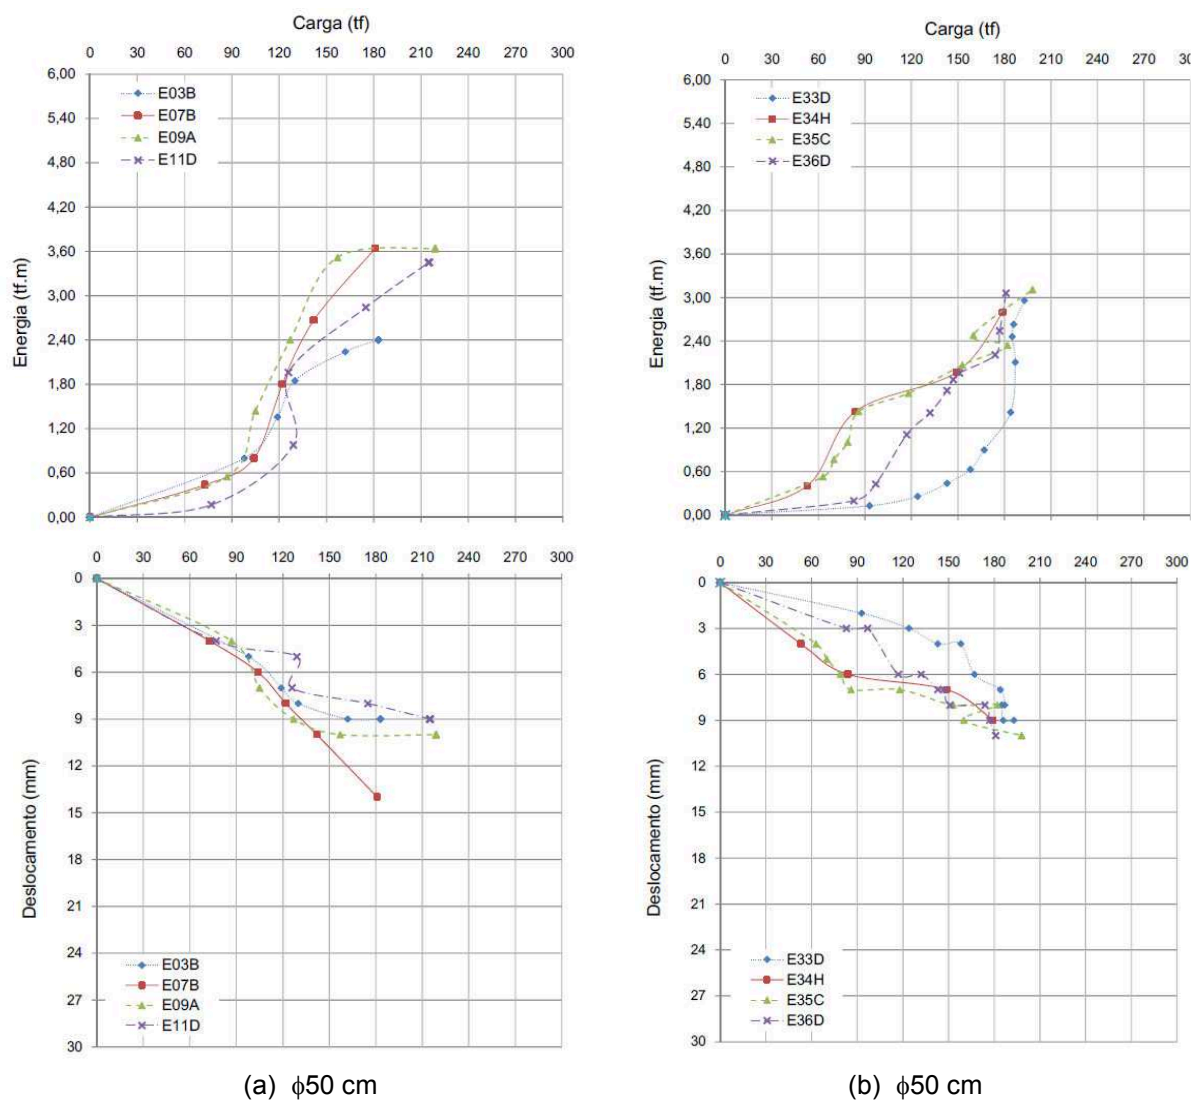 Carga (tf)
0 30 60 90 120 150 180 210 240 270 300
6,00
5,40
4,80
4,20
3,60
3,00
2,40
1,80
1,20
0,60
0,00
Energia (tf.m)
E03B
E07B
E09A
E11D
0 30 60 90 120 150 180 210 240 270 300
0
3
6
9
12
15
18
21
24
27
30
Deslocamento (mm)
E03B
E07B
E09A
E11D
(a) ϕ50 cm
Carga (tf)
0 30 60 90 120 150 180 210 240 270 300
6,00
5,40
4,80
4,20
3,60
3,00
2,40
1,80
1,20
0,60
0,00
Energia (tf.m)
E33D
E34H
E35C
E36D
0 30 60 90 120 150 180 210 240 270 300
0
3
6
9
12
15
18
21
24
27
30
Deslocamento (mm)
E33D
E34H
E35C
E36D
(b) ϕ50 cm